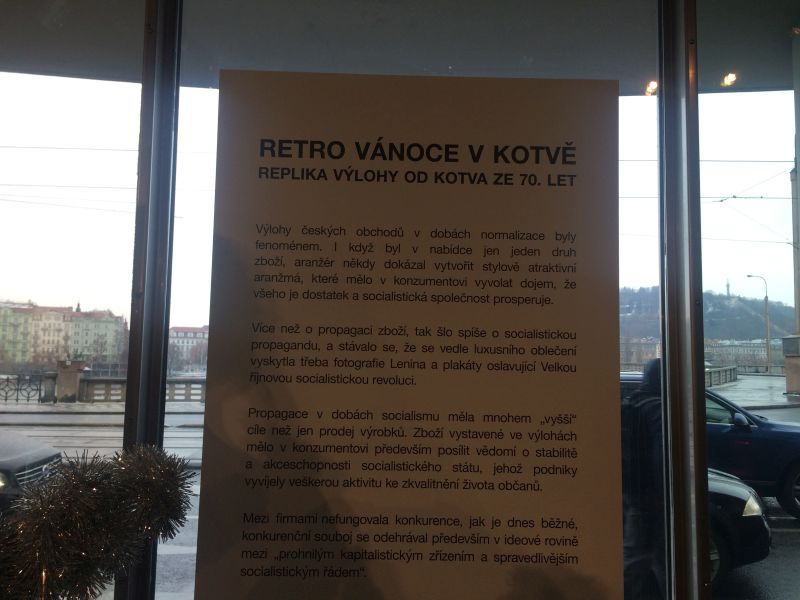 RETRO VÁNOCE V KOTVĚ
REPLIKA VÝLOHY OD KOTVA ZE 70. LET
Výlohy českých obchodů v dobách normalizace byly
fenoménem. I když byl v nabídce jen jeden druh
zboží, aranžér někdy dokázal vytvořit stylově atraktivní
aranžmá, které mělo v konzumentovi vyvolat dojem, že
všeho je dostatek a socialistická společnost prosperuje.
Více než o propagaci zboží, tak šlo spíše o socialistickou
propagandu, a stávalo se, že se vedle luxusního oblečení
vyskytla třeba fotografie Lenina a plakáty oslavující Velkou
říjnovou socialistickou revoluci.
Propagace v dobách socialismu měla mnohem „vyšší“
cíle než jen prodej výrobků. Zboží vystavené ve výlohách
mělo v konzumentovi především posílit vědomí o stabilitě
a akceschopnosti socialistického státu, jehož podniky
vyvíjely veškerou aktivitu ke zkvalitnění života občanů.
Mezi firmami nefungovala konkurence, jak je dnes běžné,
konkurenční souboj se odehrával především v ideové rovině
mezi „prohnilým kapitalistickým zřízením a spravedlivějším
socialistickým řádem“.